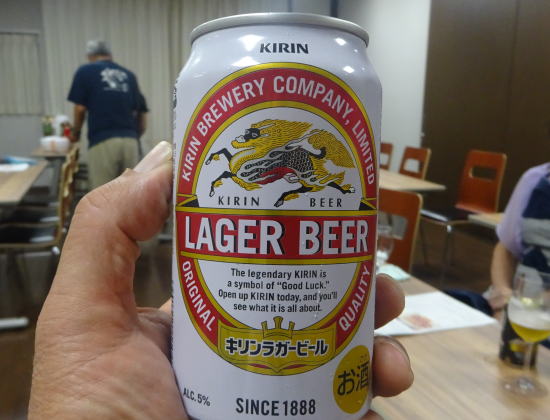 KIRIN
KIRIN BREWERY COMPANY, LIMITED
KIRIN BEER
LAGER BEER
The legendary KIRIN is
a symbol of "Good Luck."
Open up KIRIN today, and you'll
see what it is all about.
ORIGINAL QUALITY
キリンラガービール
お酒
ALC.5%
SINCE 1888